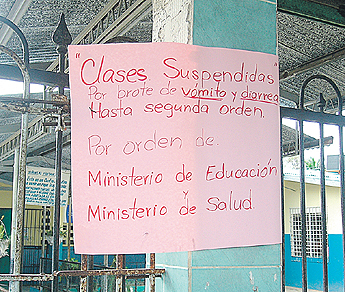 "Clases Suspendidas"
Por brote de vómito y diarrea
Hasta segunda orden.
Por orden de.
Ministerio de Educación
y
Ministerio de Salud.